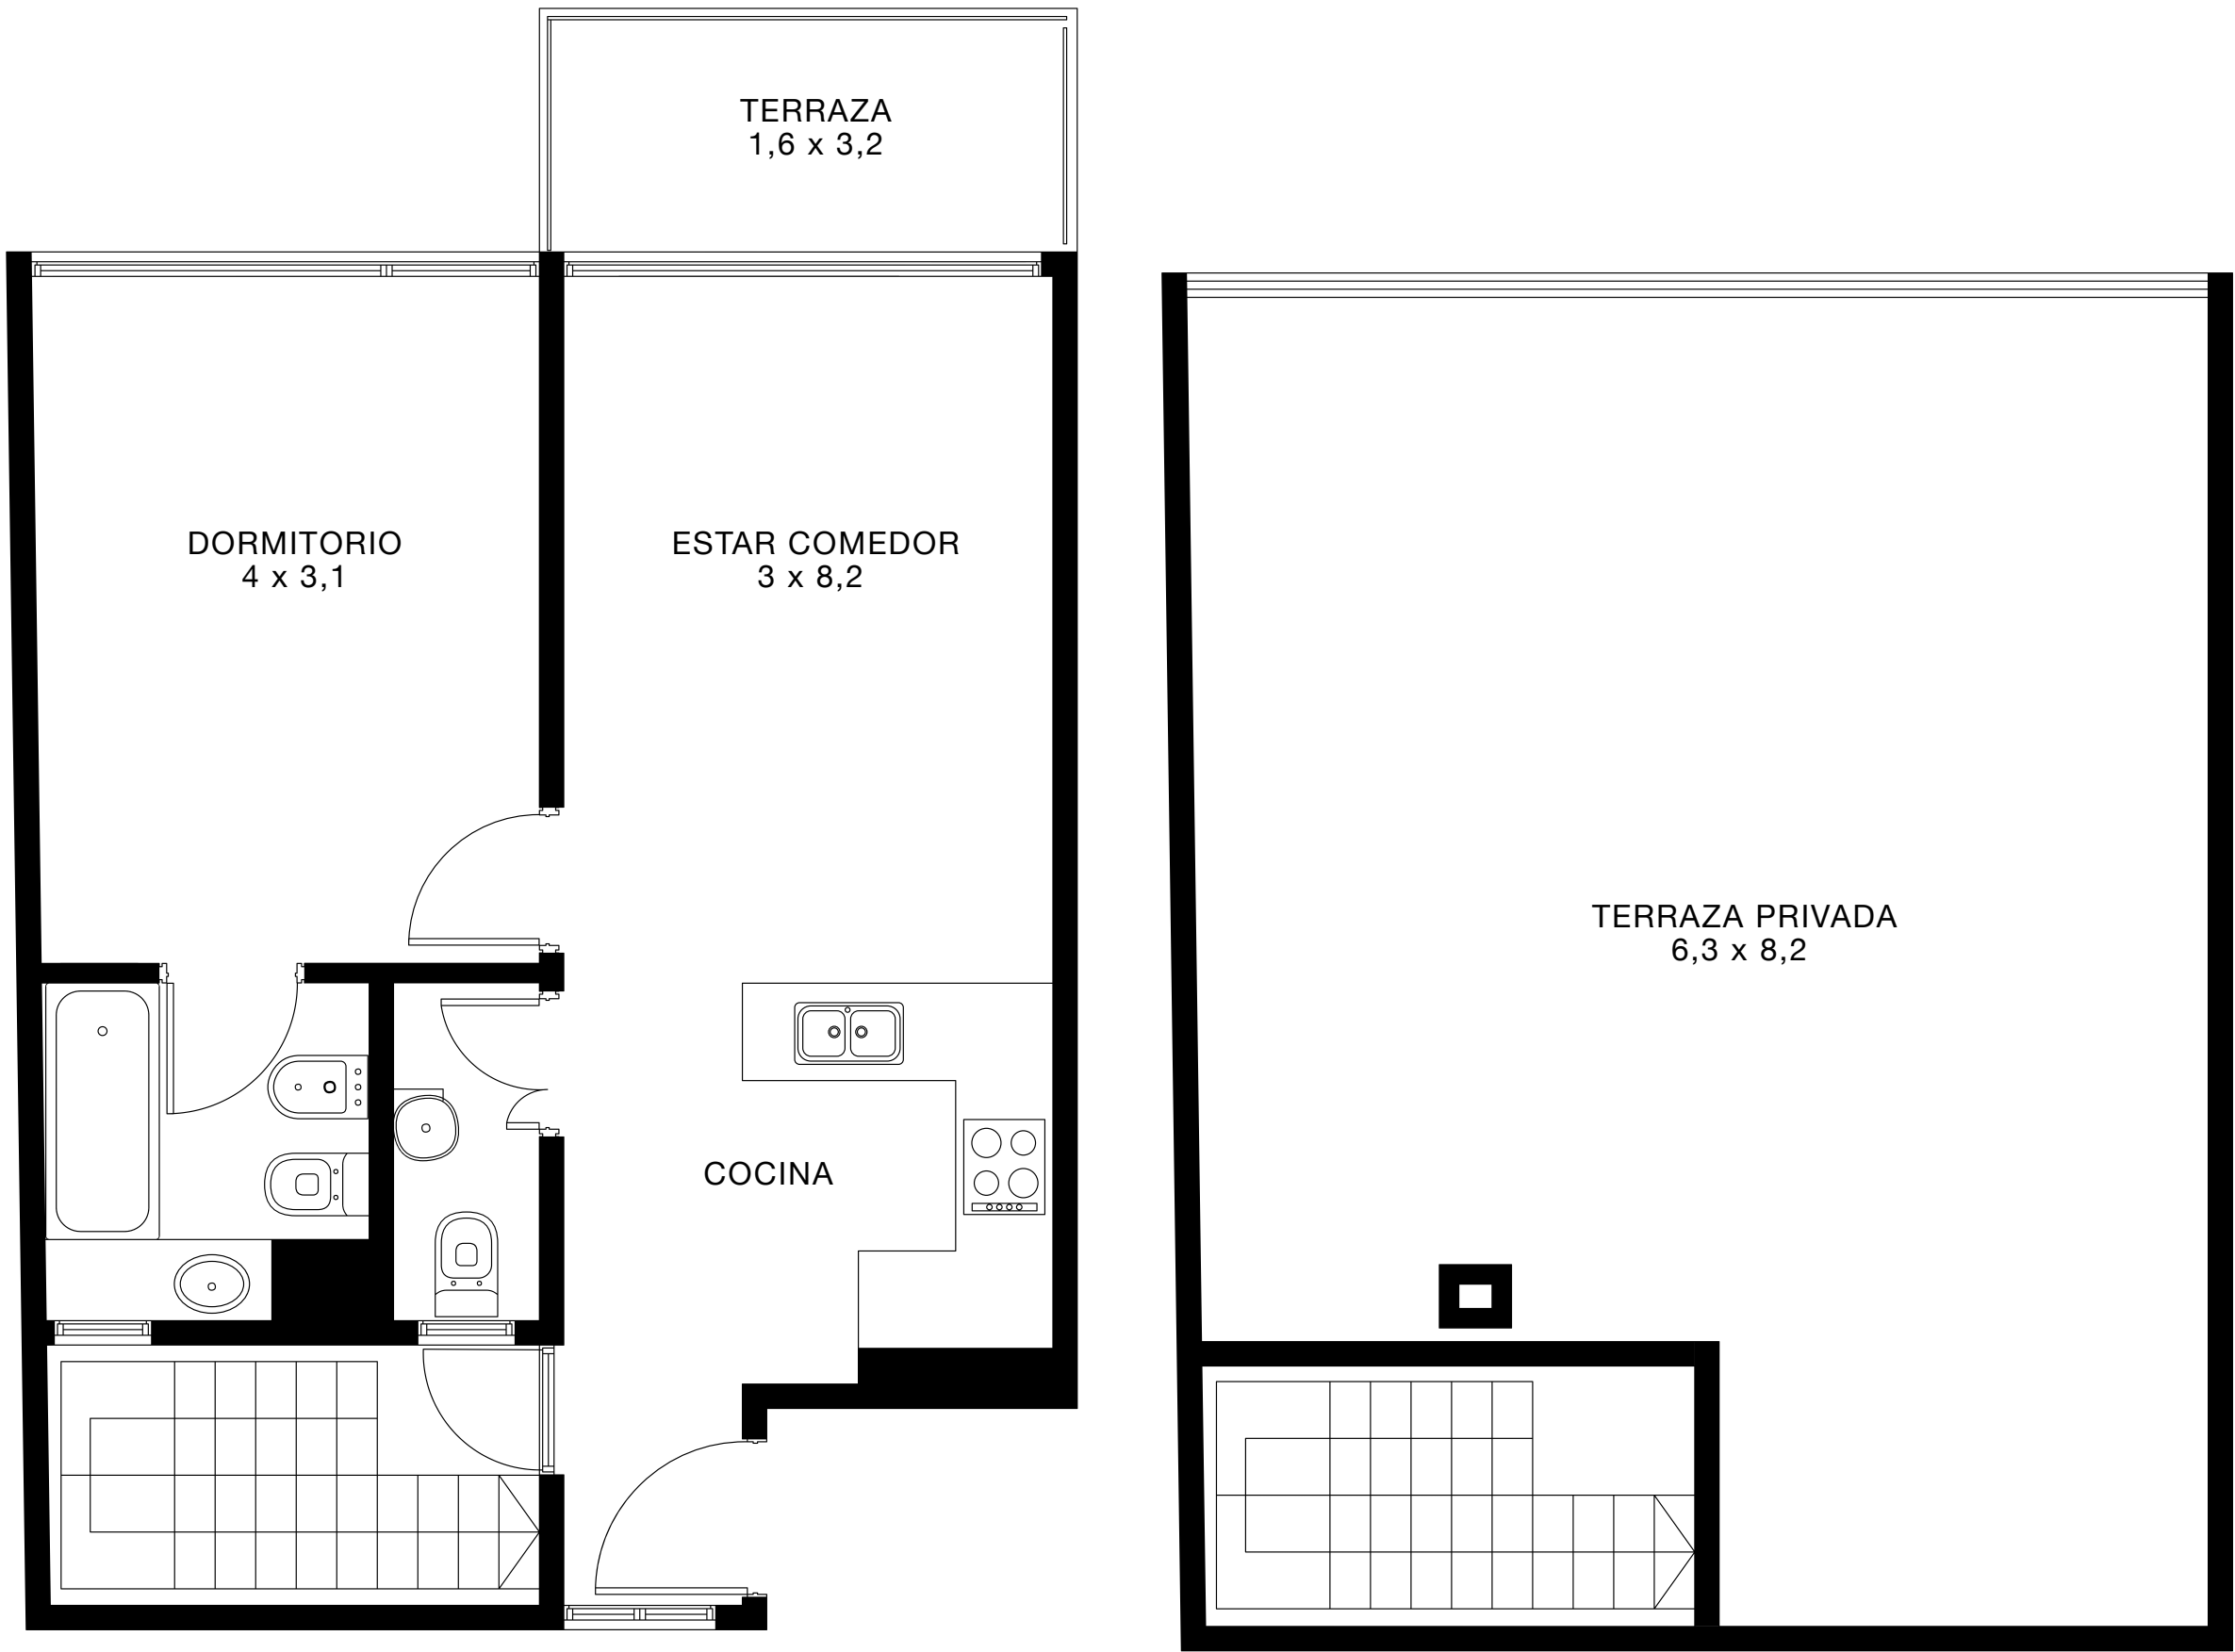 TERRAZA
1,6 x 3,2
DORMITORIO
4 x 3,1
ESTAR COMEDOR
3 x 8,2
COCINA
TERRAZA PRIVADA
6,3 x 8,2